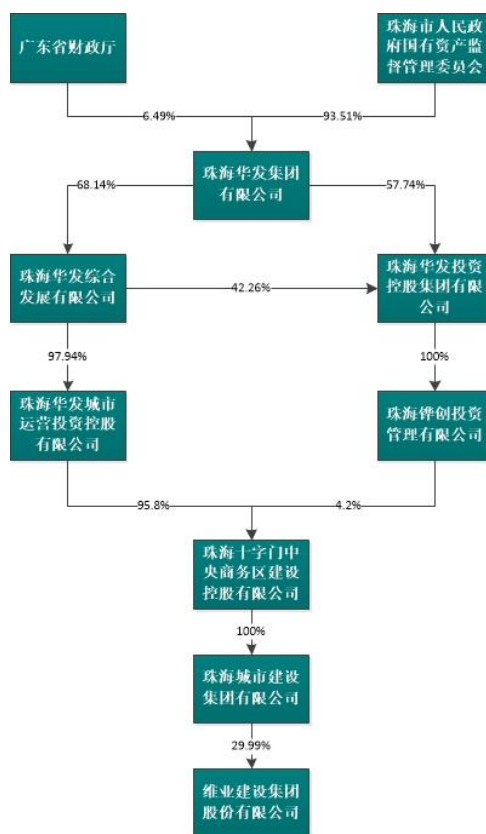 广东省财政厅
珠海市人民政
府国有资产监
督管理委员会
6.49%
93.51%
珠海华发集团
有限公司
68.14%
57.74%
珠海华发综合
发展有限公司
42.26%
珠海华发投资
控股集团有限
公司
97.94%
100%
珠海华发城市
运营投资控股
有限公司
珠海铧创投资
管理有限公司
95.8%
4.2%
珠海十字门中
央商务区建设
控股有限公司
100%
珠海城市建设
集团有限公司
29.99%
维业建设集团
股份有限公司